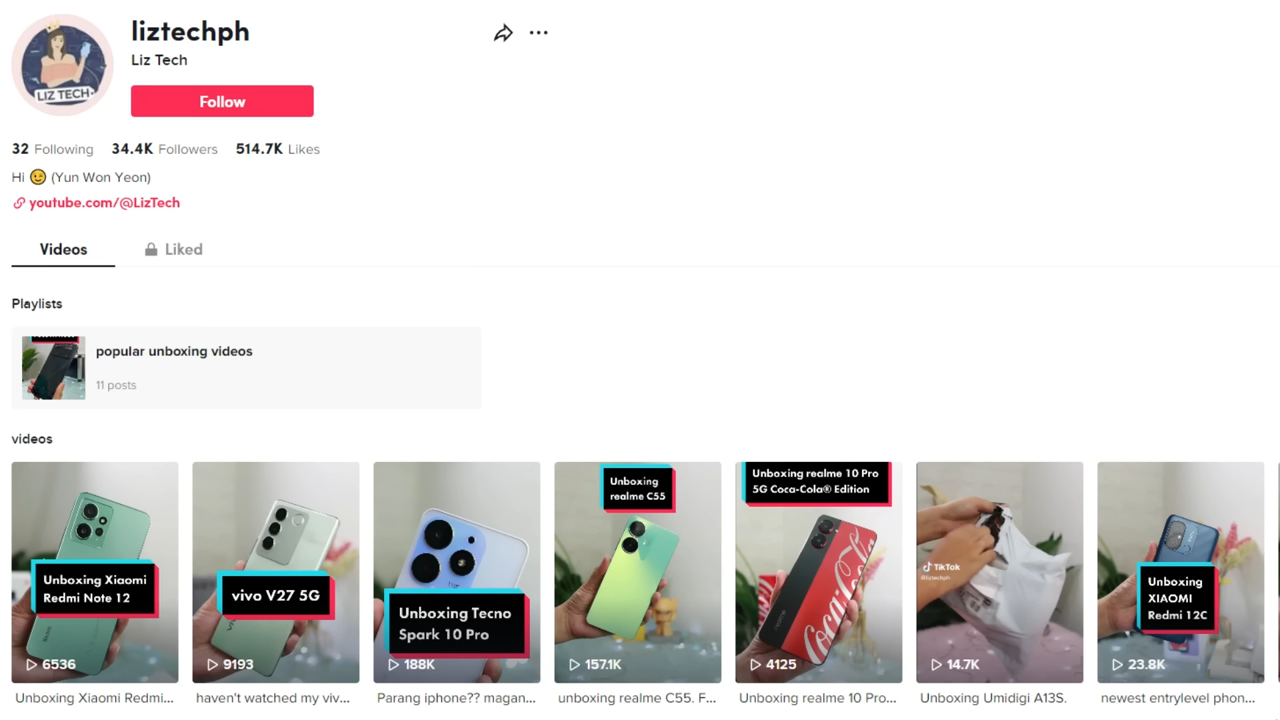 liztechph
Liz Tech
LIZ TECH
Follow
32 Following 34.4K Followers 514.7K Likes
Hi 😉 (Yun Won Yeon)
youtube.com/@LizTech
Videos Liked
Playlists
popular unboxing videos
11 posts
videos
Unboxing Xiaomi
Redmi Note 12
6536
Unboxing Xiaomi Redmi...
vivo V27 5G
9193
haven't watched my viv...
Unboxing Tecno
Spark 10 Pro
188K
Parang iphone?? magan...
Unboxing
realme C55
157.1K
unboxing realme C55. F...
Unboxing realme 10 Pro
5G Coca-Cola® Edition
Coca-Cola
4125
Unboxing realme 10 Pro...
TikTok
@liztechph
14.7K
Unboxing Umidigi A13S.
Unboxing
XIAOMI
Redmi 12C
23.8K
newest entrylevel phon...